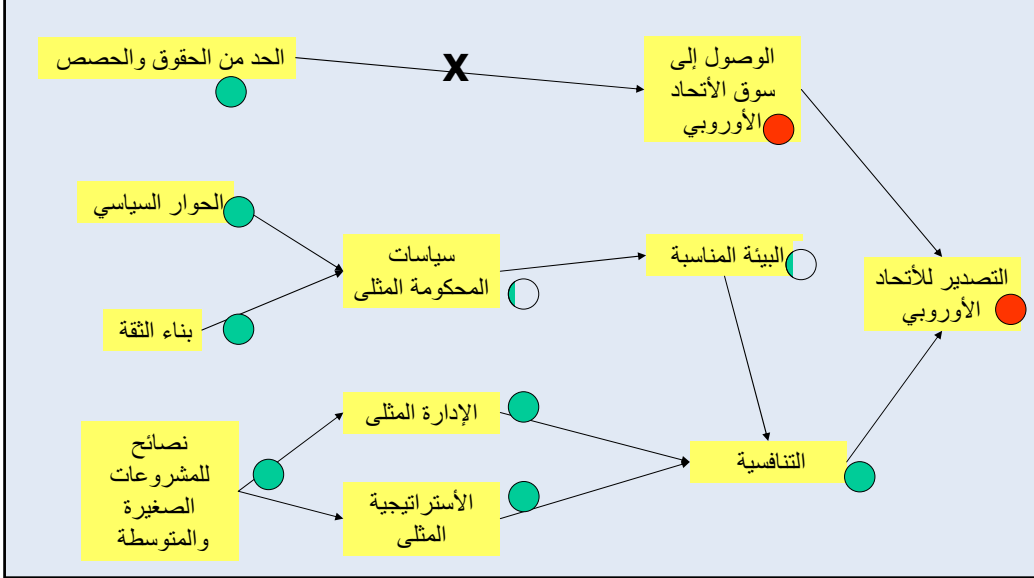 الحد من الحقوق والحصص
X
الوصول إلى
سوق الأتحاد
الأوروبي
الحوار السياسي
سياسات
المحكومة المثلى
البيئة المناسبة
التصدير للأتحاد
الأوروبي
بناء الثقة
الإدارة المثلى
نصائح
للمشروعات
الصغيرة
والمتوسطة
التنافسية
الأستراتيجية
المثلى